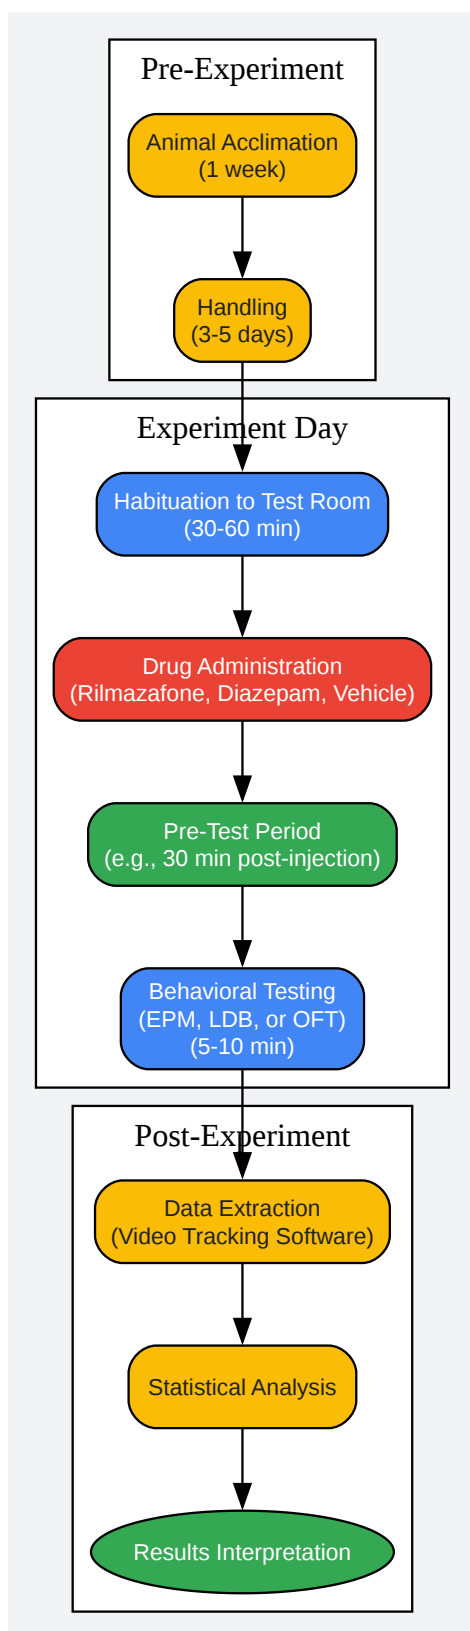 Pre-Experiment
Animal Acclimation
(1 week)
Handling
(3-5 days)
Experiment Day
Habituation to Test Room
(30-60 min)
Drug Administration
(Rilmazafone, Diazepam, Vehicle)
Pre-Test Period
(e.g., 30 min post-injection)
Behavioral Testing
(EPM, LDB, or OFT)
(5-10 min)
Post-Experiment
Data Extraction
(Video Tracking Software)
Statistical Analysis
Results Interpretation